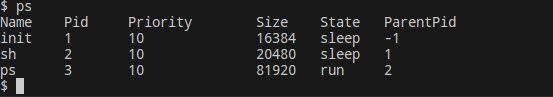 $ ps
Name Pid Priority Size State ParentPid
init 1 10 16384 sleep -1
sh 2 10 20480 sleep 1
ps 3 10 81920 run 2
$